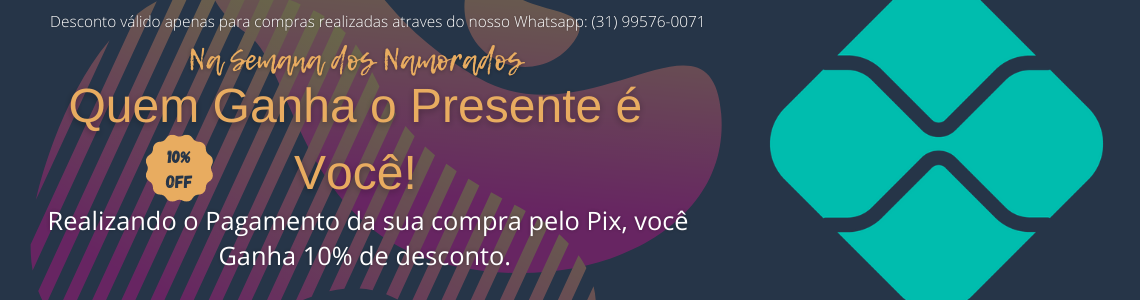 Desconto válido apenas para compras realizadas atraves do nosso Whatsapp: (31) 99576-0071
Na Semana dos Namorados
Quem Ganha o Presente é
Você!
10%
OFF
Realizando o Pagamento da sua compra pelo Pix, você
Ganha 10% de desconto.